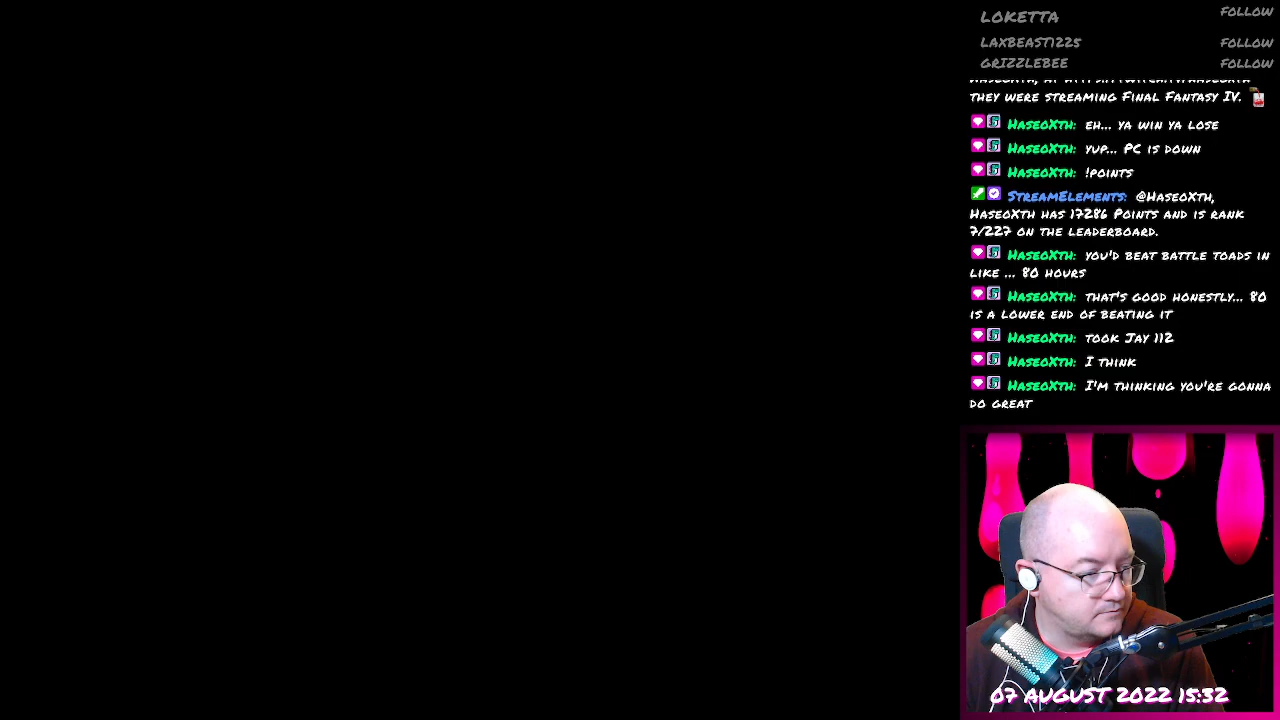 LOKETTA FOLLOW
LAXBEAST1225 FOLLOW
GRIZZLEBEE FOLLOW
they were streaming Final Fantasy IV.
HaseoXth: eh... ya win ya lose
HaseoXth: yup... PC is down
HaseoXth: !points
StreamElements: @HaseoXth,
HaseoXth has 17286 Points and is rank
7/227 on the leaderboard.
HaseoXth: you'd beat battle toads in
like ... 80 hours
HaseoXth: that's good honestly... 80
is a lower end of beating it
HaseoXth: took Jay 112
HaseoXth: I think
HaseoXth: I'm thinking you're gonna
do great
07 AUGUST 2022 15:32